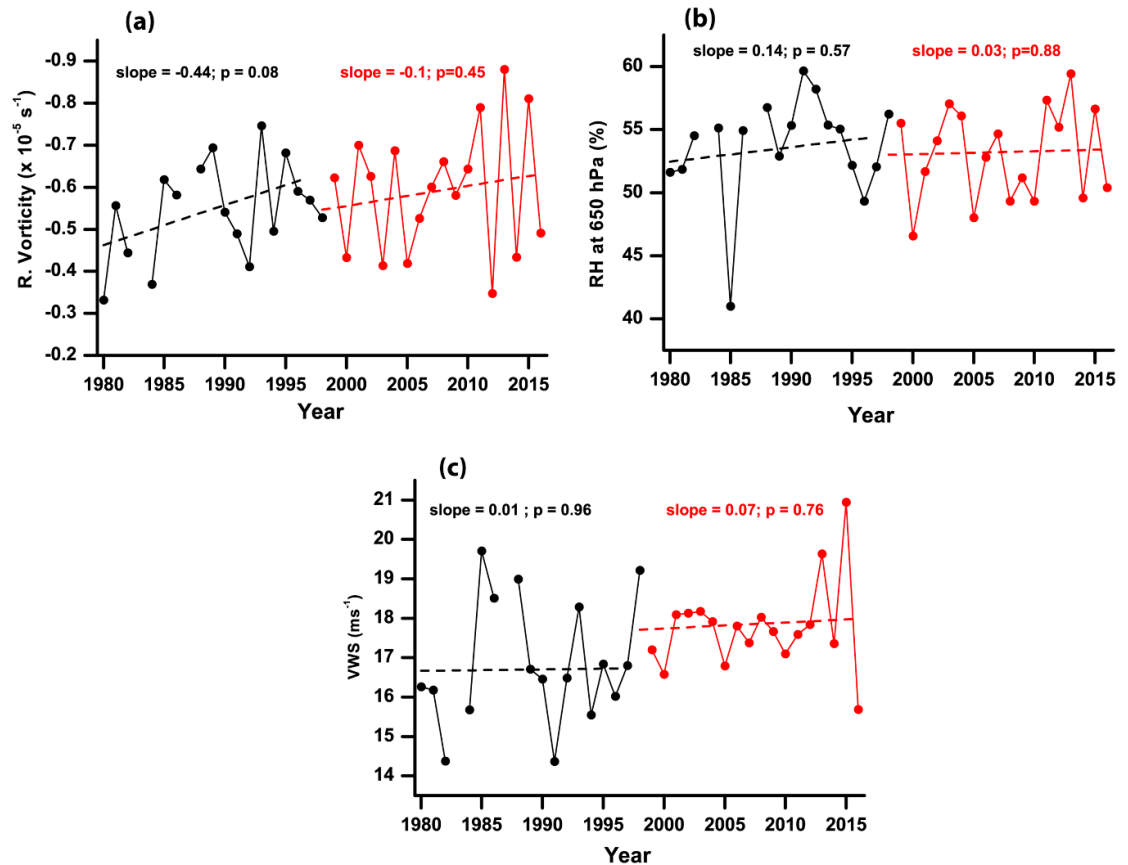 (a)
slope = -0.44; p = 0.08
slope = -0.1; p=0.45
R. Vorticity (x 10⁻⁵ s⁻¹)
-0.9
-0.8
-0.7
-0.6
-0.5
-0.4
-0.3
-0.2
1980 1985 1990 1995 2000 2005 2010 2015
Year
(b)
slope = 0.14; p = 0.57
slope = 0.03; p=0.88
RH at 650 hPa (%)
60
55
50
45
40
1980 1985 1990 1995 2000 2005 2010 2015
Year
(c)
slope = 0.01 ; p = 0.96
slope = 0.07; p = 0.76
VWS (ms⁻¹)
21
20
19
18
17
16
15
14
1980 1985 1990 1995 2000 2005 2010 2015
Year